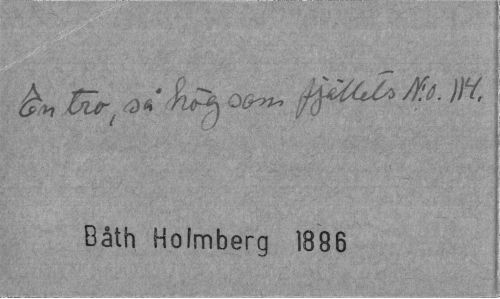 En tro, så hög som fjällets N:o. 114.
Båth Holmberg 1886